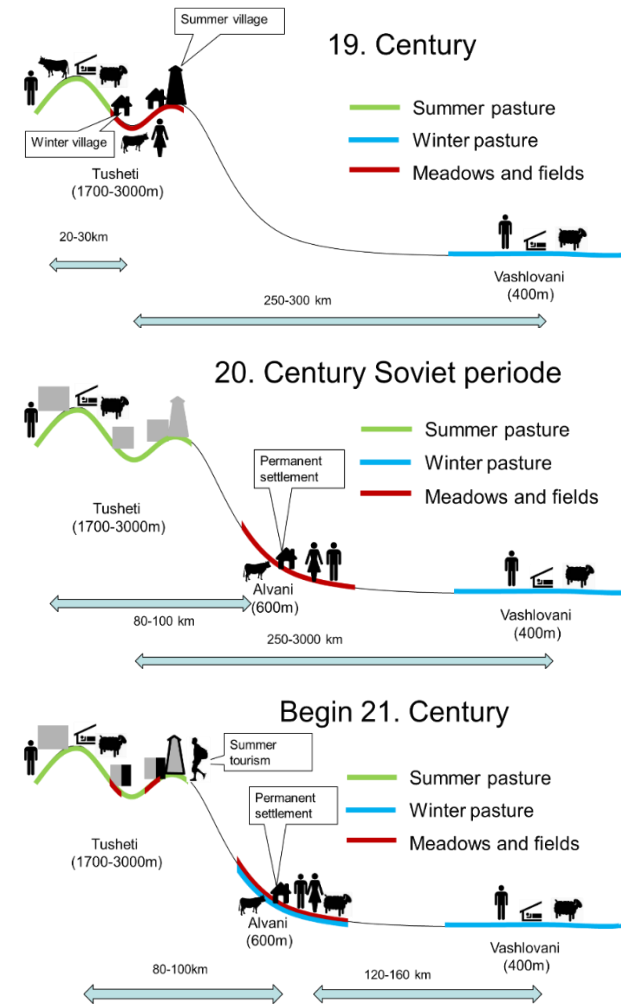 Summer village
19. Century
Summer pasture
Winter pasture
Meadows and fields
Winter village
Tusheti
(1700-3000m)
20-30km
Vashlovani
(400m)
250-300 km
20. Century Soviet periode
Summer pasture
Winter pasture
Meadows and fields
Permanent
settlement
Tusheti
(1700-3000m)
Alvani
(600m)
Vashlovani
(400m)
80-100 km
250-3000 km
Begin 21. Century
Summer
tourism
Summer pasture
Winter pasture
Meadows and fields
Permanent
settlement
Tusheti
(1700-3000m)
Alvani
(600m)
Vashlovani
(400m)
80-100km
120-160 km